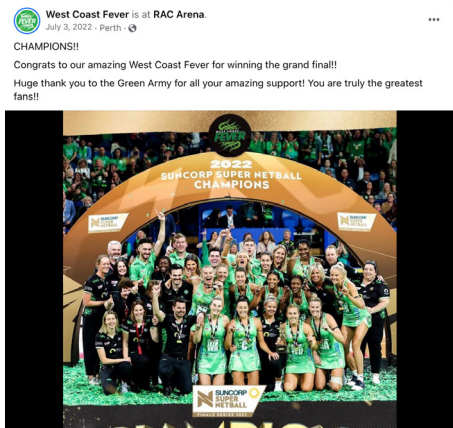 West Coast Fever is at RAC Arena.
July 3, 2022 · Perth ·
CHAMPIONS!!
Congrats to our amazing West Coast Fever for winning the grand final!!
Huge thank you to the Green Army for all your amazing support! You are truly the greatest
fans!!
WEST COAST
FEVER
2022
SUNCORP SUPER NETBALL
CHAMPIONS
SUNCORP
SUPER
NETBALL
SUNCORP
SUPER
NETBALL
SUNCORP
SUPER
NETBALL
FINALS SERIES 2022